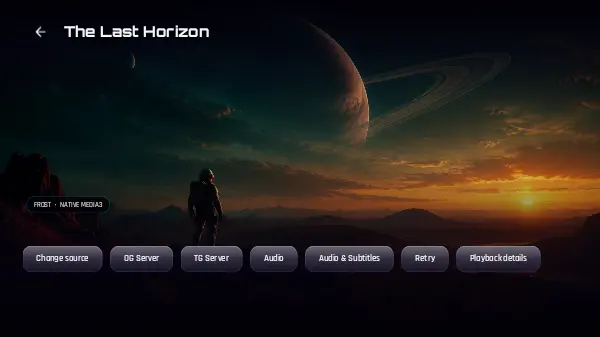 The Last Horizon
FROST • NATIVE MEDIA3
Change source
OG Server
TG Server
Audio
Audio & Subtitles
Retry
Playback details